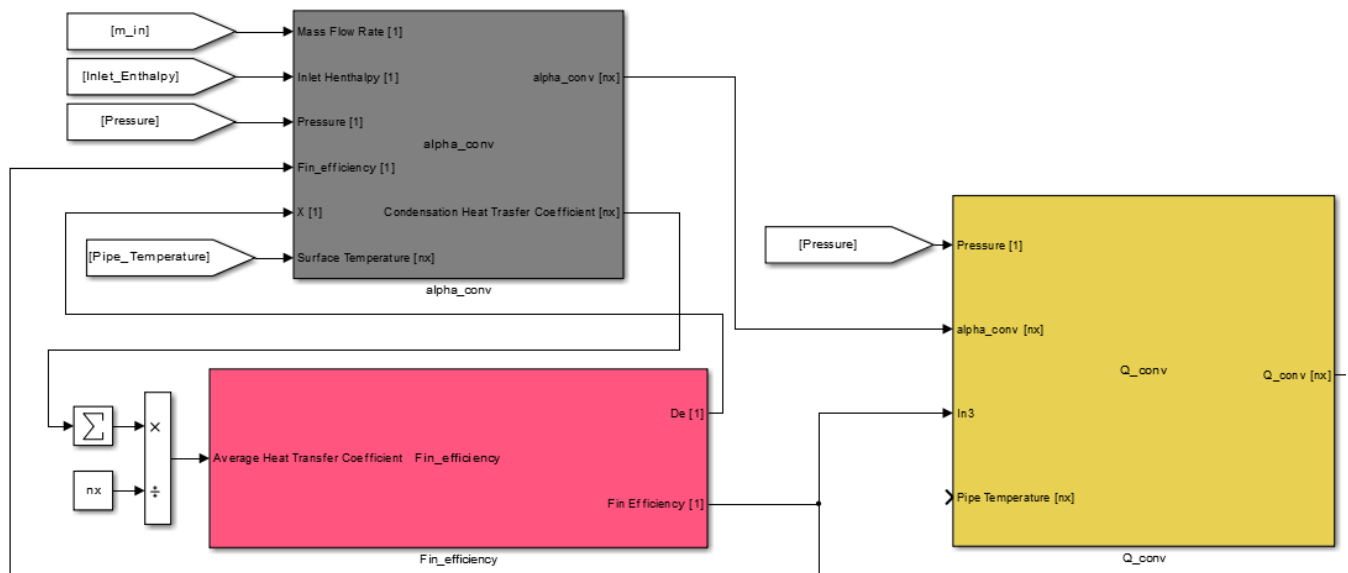 [m_in]
Mass Flow Rate [1]
[Inlet_Enthalpy]
Inlet Henthalpy [1]
alpha_conv [nx]
[Pressure]
Pressure [1]
alpha_conv
Fin_efficiency [1]
X [1]
Condensation Heat Trasfer Coefficient [nx]
[Pipe_Temperature]
Surface Temperature [nx]
alpha_conv
[Pressure]
Pressure [1]
alpha_conv [nx]
Q_conv
Q_conv [nx]
In3
Pipe Temperature [nx]
Q_conv
Σ
×
nx
÷
De [1]
Average Heat Transfer Coefficient
Fin_efficiency
Fin Efficiency [1]
Fin_efficiency